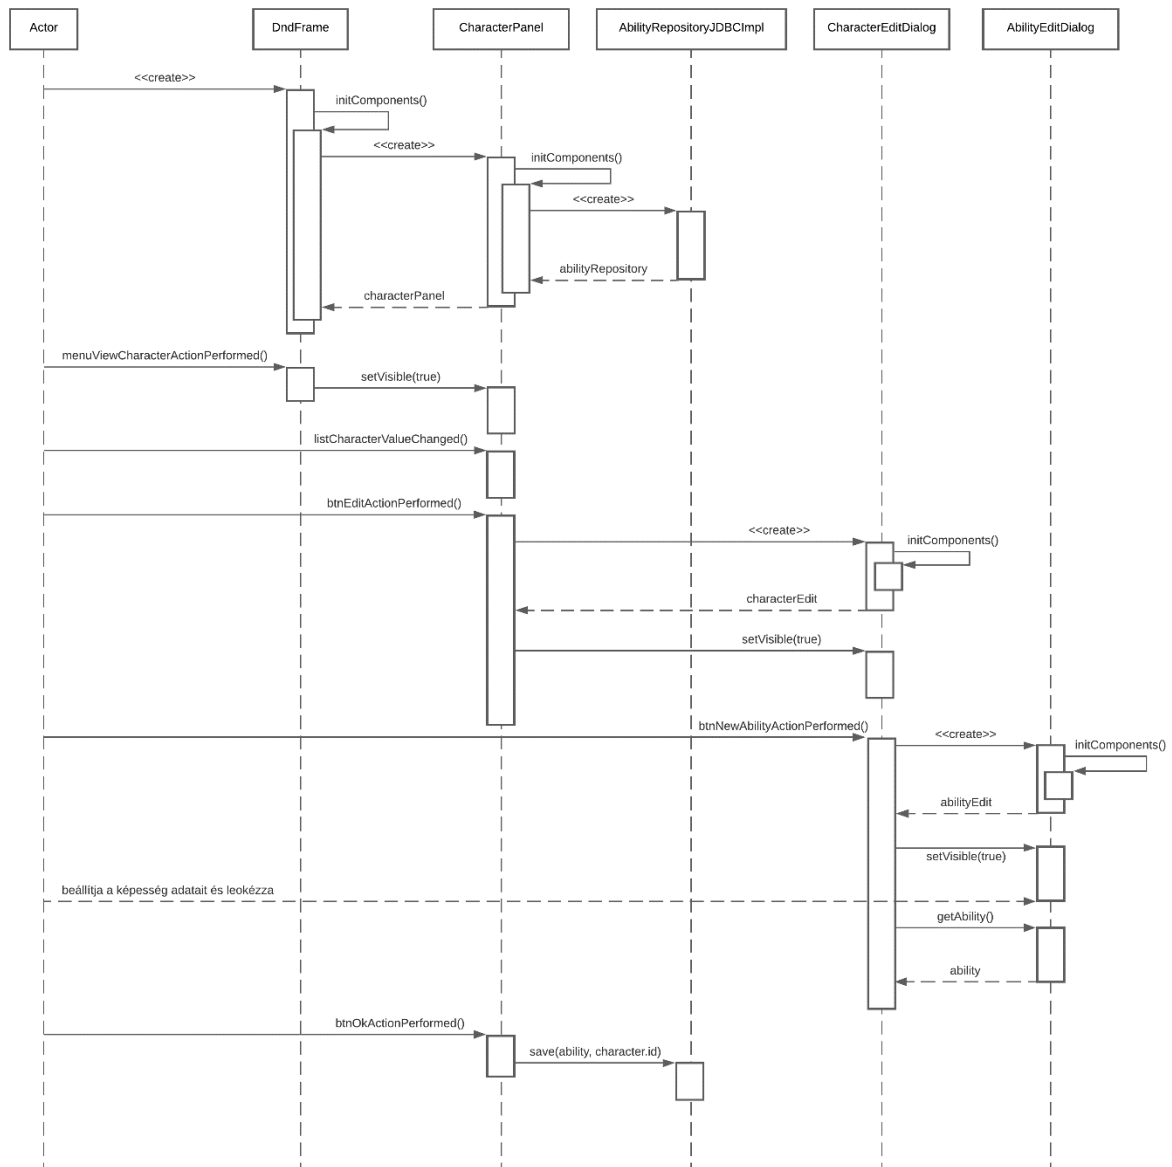 Actor
DndFrame
CharacterPanel
AbilityRepositoryJDBCImpl
CharacterEditDialog
AbilityEditDialog
<<create>>
initComponents()
<<create>>
initComponents()
<<create>>
abilityRepository
characterPanel
menuViewCharacterActionPerformed()
setVisible(true)
listCharacterValueChanged()
btnEditActionPerformed()
<<create>>
initComponents()
characterEdit
setVisible(true)
btnNewAbilityActionPerformed()
<<create>>
initComponents()
abilityEdit
setVisible(true)
beállítja a képesség adatait és leokézza
getAbility()
ability
btnOkActionPerformed()
save(ability, character.id)